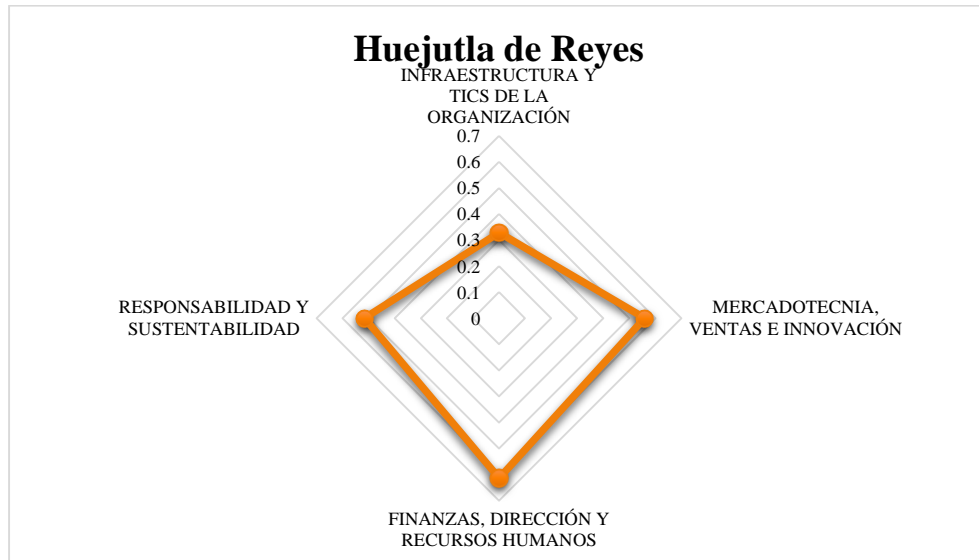 Huejutla de Reyes
INFRAESTRUCTURA Y
TICS DE LA
ORGANIZACIÓN
0.7
0.6
0.5
0.4
0.3
0.2
0.1
0
RESPONSABILIDAD Y
SUSTENTABILIDAD
MERCADOTECNIA,
VENTAS E INNOVACIÓN
FINANZAS, DIRECCIÓN Y
RECURSOS HUMANOS